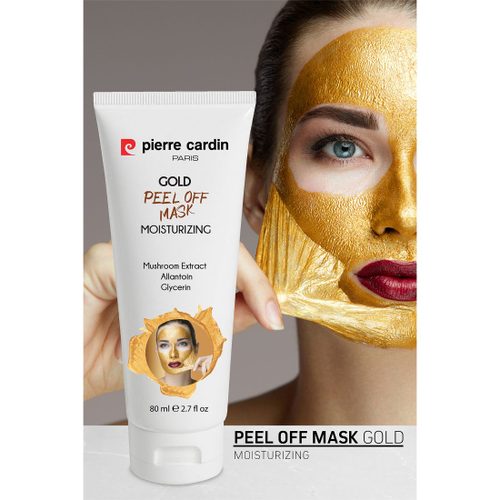 pierre cardin
PARIS
GOLD
PEEL OFF
MASK
MOISTURIZING
Mushroom Extract
Allantoin
Glycerin
80 ml ℮ 2.7 fl oz
PEEL OFF MASK GOLD
MOISTURIZING